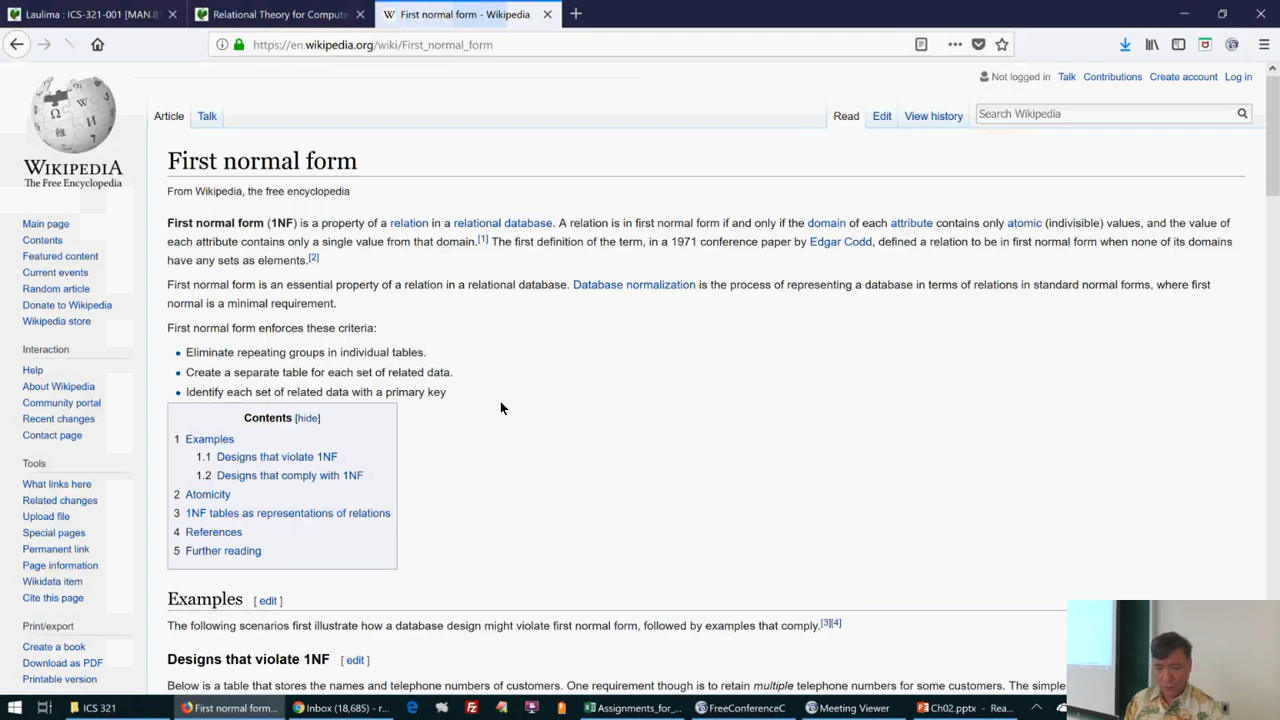 Laulima : ICS-321-001 [MAN.8
Relational Theory for Compute
First normal form - Wikipedia
https://en.wikipedia.org/wiki/First_normal_form
Not logged in Talk Contributions Create account Log in
Article Talk Read Edit View history Search Wikipedia
WIKIPEDIA
The Free Encyclopedia
Main page
Contents
Featured content
Current events
Random article
Donate to Wikipedia
Wikipedia store
Interaction
Help
About Wikipedia
Community portal
Recent changes
Contact page
Tools
What links here
Related changes
Upload file
Special pages
Permanent link
Page information
Wikidata item
Cite this page
Print/export
Create a book
Download as PDF
Printable version
First normal form
From Wikipedia, the free encyclopedia
First normal form (1NF) is a property of a relation in a relational database. A relation is in first normal form if and only if the domain of each attribute contains only atomic (indivisible) values, and the value of
each attribute contains only a single value from that domain.[1] The first definition of the term, in a 1971 conference paper by Edgar Codd, defined a relation to be in first normal form when none of its domains
have any sets as elements.[2]
First normal form is an essential property of a relation in a relational database. Database normalization is the process of representing a database in terms of relations in standard normal forms, where first
normal is a minimal requirement.
First normal form enforces these criteria:
• Eliminate repeating groups in individual tables.
• Create a separate table for each set of related data.
• Identify each set of related data with a primary key
Contents [hide]
1 Examples
1.1 Designs that violate 1NF
1.2 Designs that comply with 1NF
2 Atomicity
3 1NF tables as representations of relations
4 References
5 Further reading
Examples [ edit ]
The following scenarios first illustrate how a database design might violate first normal form, followed by examples that comply.[3][4]
Designs that violate 1NF [ edit ]
Below is a table that stores the names and telephone numbers of customers. One requirement though is to retain multiple telephone numbers for some customers. The simple
ICS 321
First normal form...
Inbox (18,685) - r...
Assignments_for_...
FreeConferenceC
Meeting Viewer
Ch02.pptx - Rea...